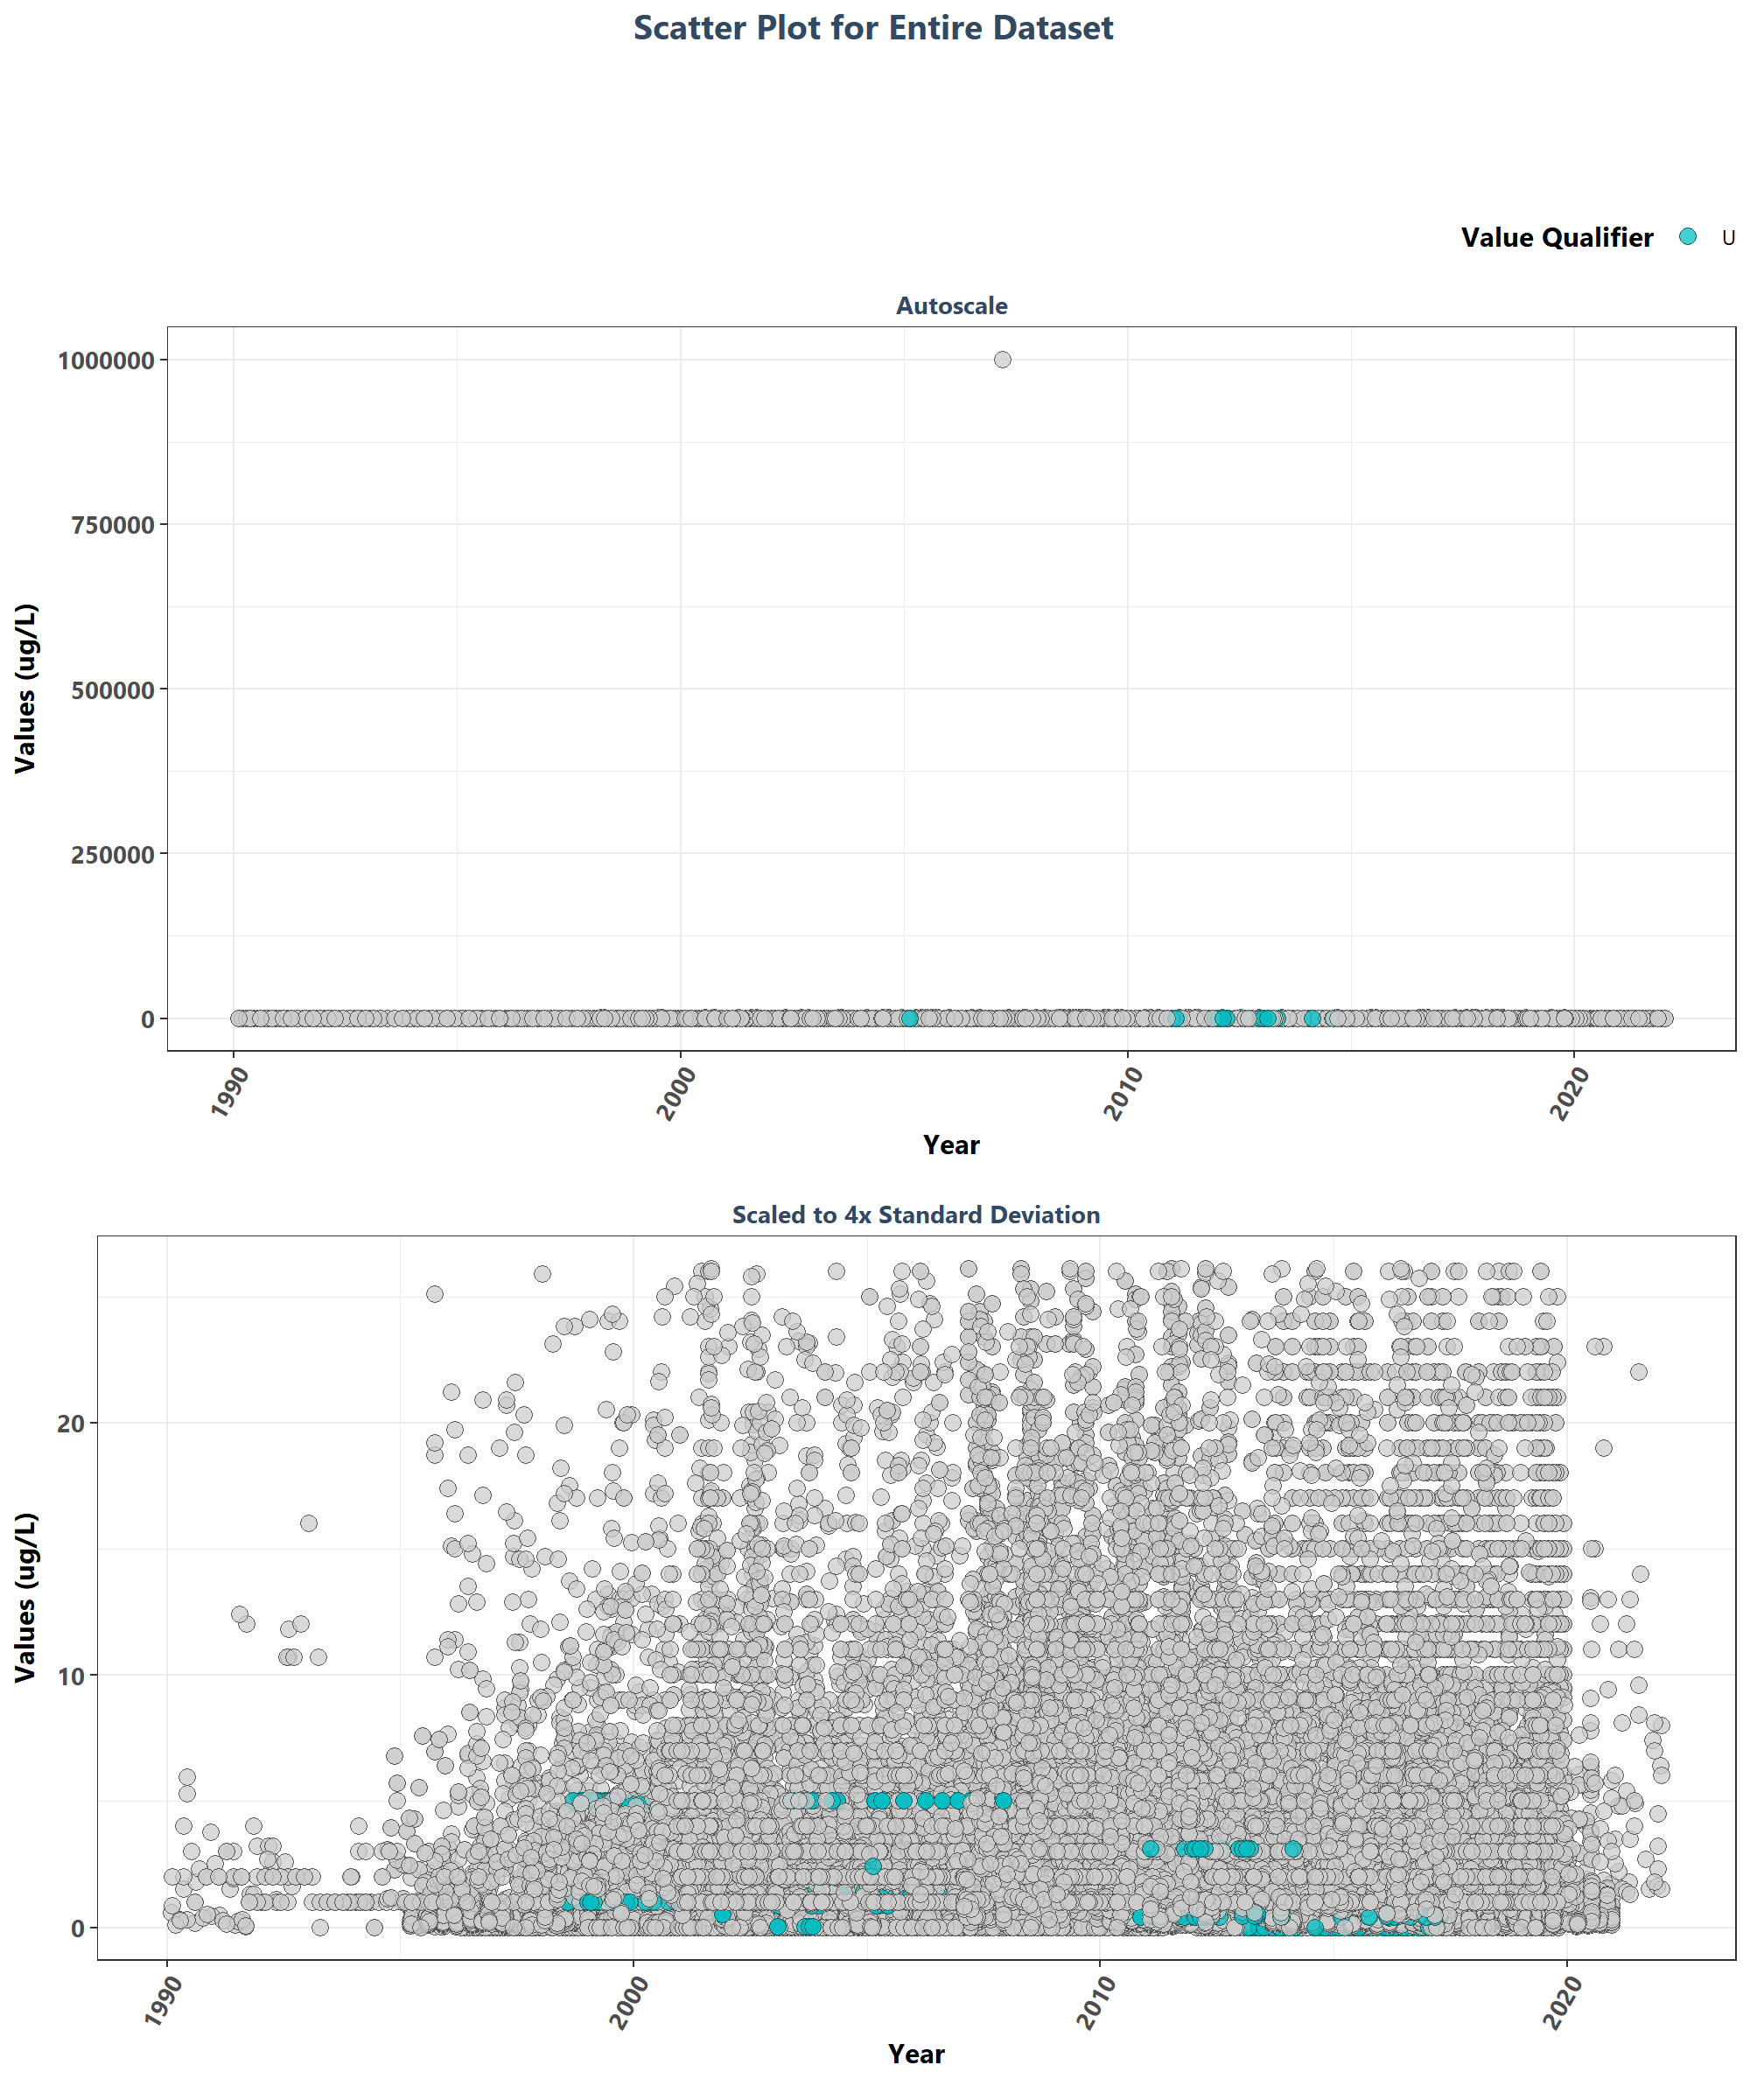 Scatter Plot for Entire Dataset
Value Qualifier U
Autoscale
1000000
750000
500000
250000
0
Values (ug/L)
1990 2000 2010 2020
Year
Scaled to 4x Standard Deviation
20
10
0
Values (ug/L)
1990 2000 2010 2020
Year